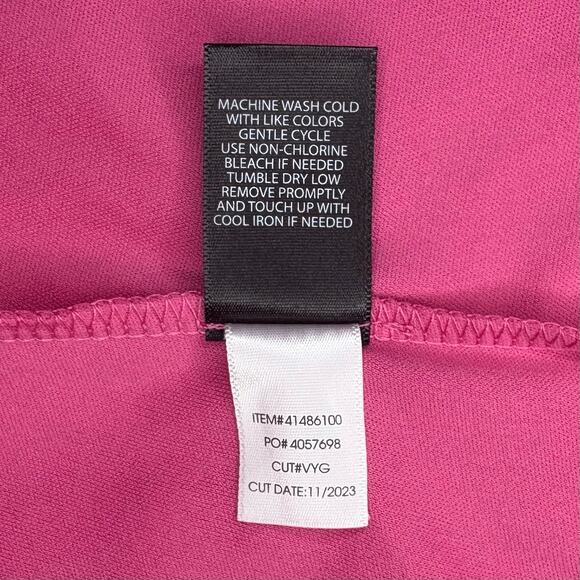 MACHINE WASH COLD
WITH LIKE COLORS
GENTLE CYCLE
USE NON-CHLORINE
BLEACH IF NEEDED
TUMBLE DRY LOW
REMOVE PROMPTLY
AND TOUCH UP WITH
COOL IRON IF NEEDED
ITEM#41486100
PO# 4057698
CUT#VYG
CUT DATE:11/2023